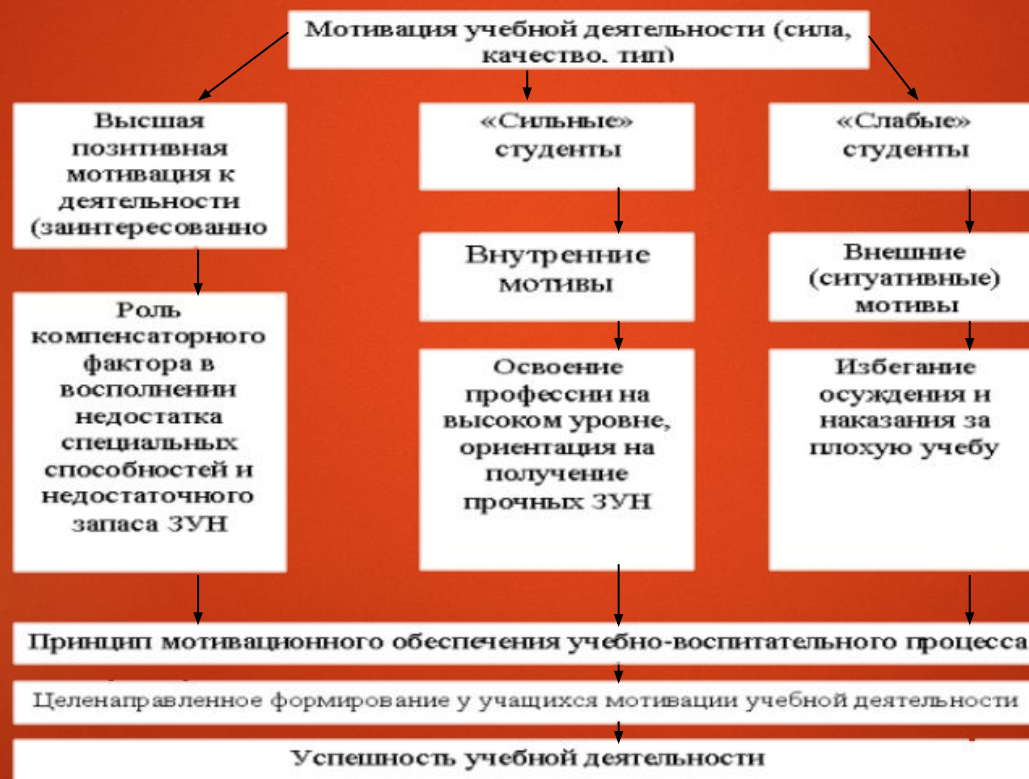 Мотивация учебной деятельности (сила,
качество, тип)
Высшая
позитивная
мотивация к
деятельности
(заинтересованно
Роль
компенсаторного
фактора в
восполнении
недостатка
специальных
способностей и
недостаточного
запаса ЗУН
«Сильные»
студенты
Внутренние
мотивы
Освоение
профессии на
высоком уровне,
ориентация на
получение
прочных ЗУН
«Слабые»
студенты
Внешние
(ситуативные)
мотивы
Избегание
осуждения и
наказания за
плохую учебу
Принцип мотивационного обеспечения учебно-воспитательного процесса
Целенаправленное формирование у учащихся мотивации учебной деятельности
Успешность учебной деятельности